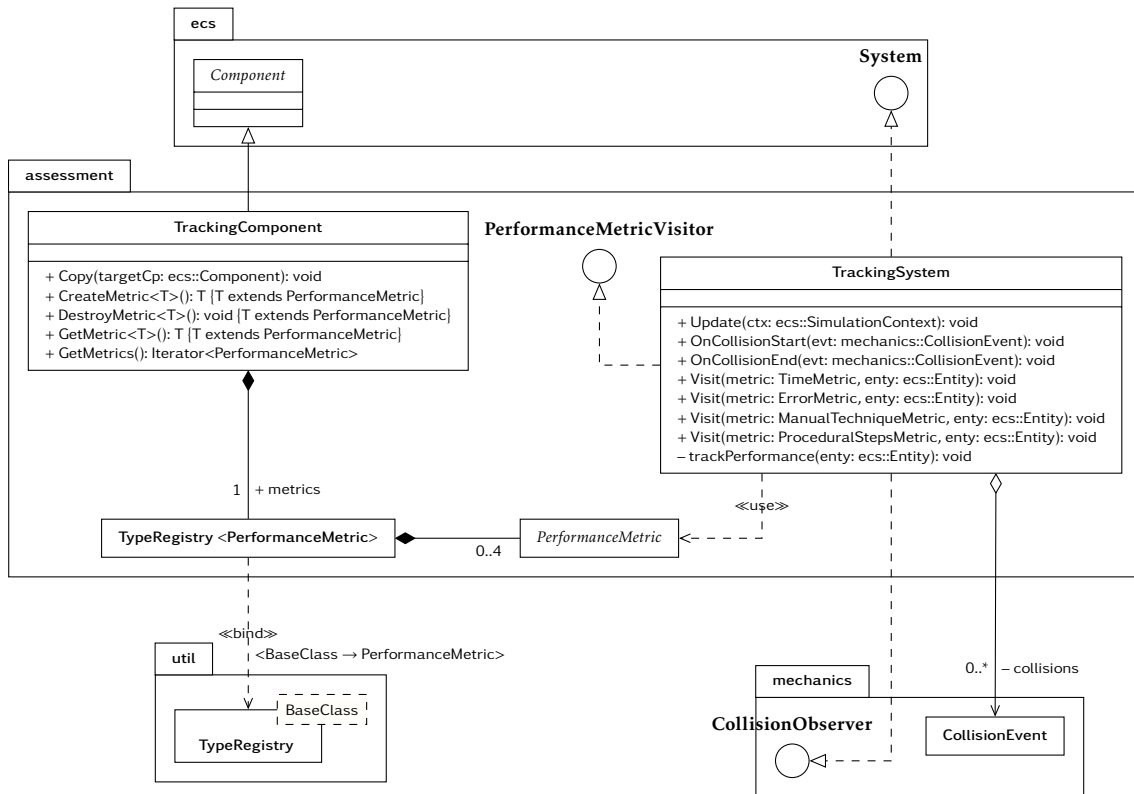 ecs
Component
System
assessment
TrackingComponent
+ Copy(targetCp: ecs::Component): void
+ CreateMetric<T>(): T {T extends PerformanceMetric}
+ DestroyMetric<T>(): void {T extends PerformanceMetric}
+ GetMetric<T>(): T {T extends PerformanceMetric}
+ GetMetrics(): Iterator<PerformanceMetric>
PerformanceMetricVisitor
TrackingSystem
+ Update(ctx: ecs::SimulationContext): void
+ OnCollisionStart(evt: mechanics::CollisionEvent): void
+ OnCollisionEnd(evt: mechanics::CollisionEvent): void
+ Visit(metric: TimeMetric, enty: ecs::Entity): void
+ Visit(metric: ErrorMetric, enty: ecs::Entity): void
+ Visit(metric: ManualTechniqueMetric, enty: ecs::Entity): void
+ Visit(metric: ProceduralStepsMetric, enty: ecs::Entity): void
– trackPerformance(enty: ecs::Entity): void
1 + metrics
≪use≫
TypeRegistry <PerformanceMetric>
0..4
PerformanceMetric
≪bind≫
<BaseClass → PerformanceMetric>
util
BaseClass
TypeRegistry
0..* – collisions
mechanics
CollisionObserver
CollisionEvent